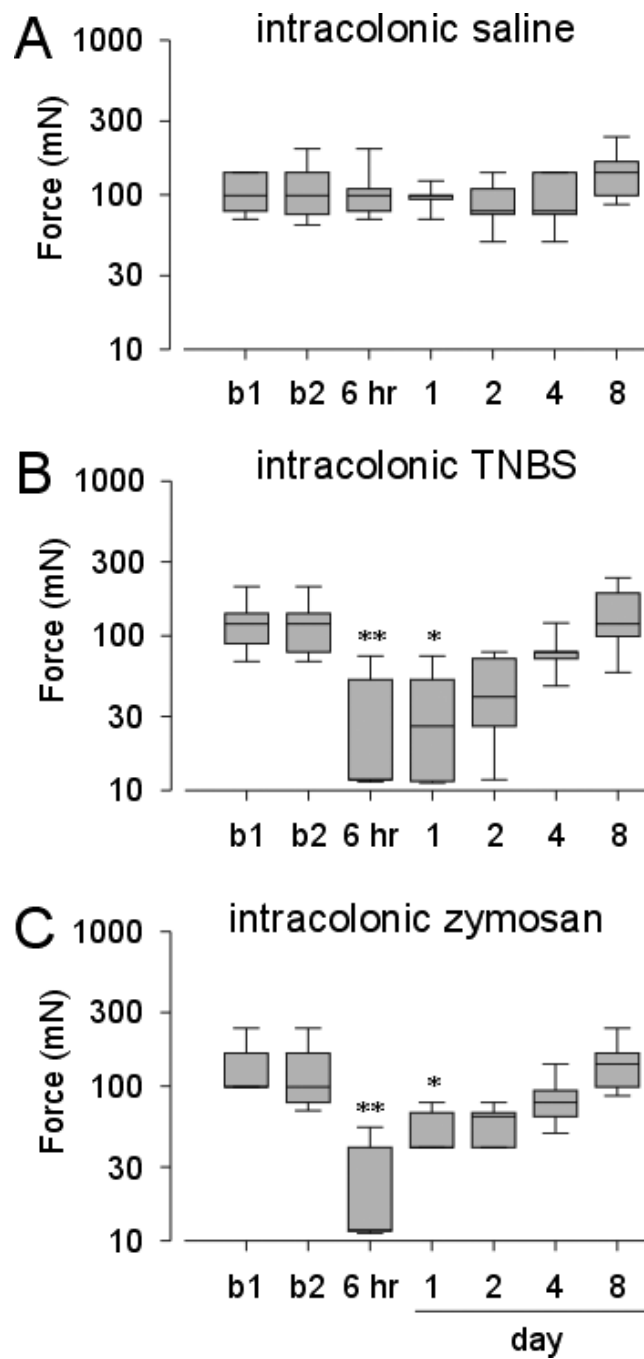 A intracolonic saline
1000
300
100
30
10
Force (mN)
b1 b2 6 hr 1 2 4 8
B intracolonic TNBS
1000
300
100
30
10
Force (mN)
** *
b1 b2 6 hr 1 2 4 8
C intracolonic zymosan
1000
300
100
30
10
Force (mN)
** *
b1 b2 6 hr 1 2 4 8
day